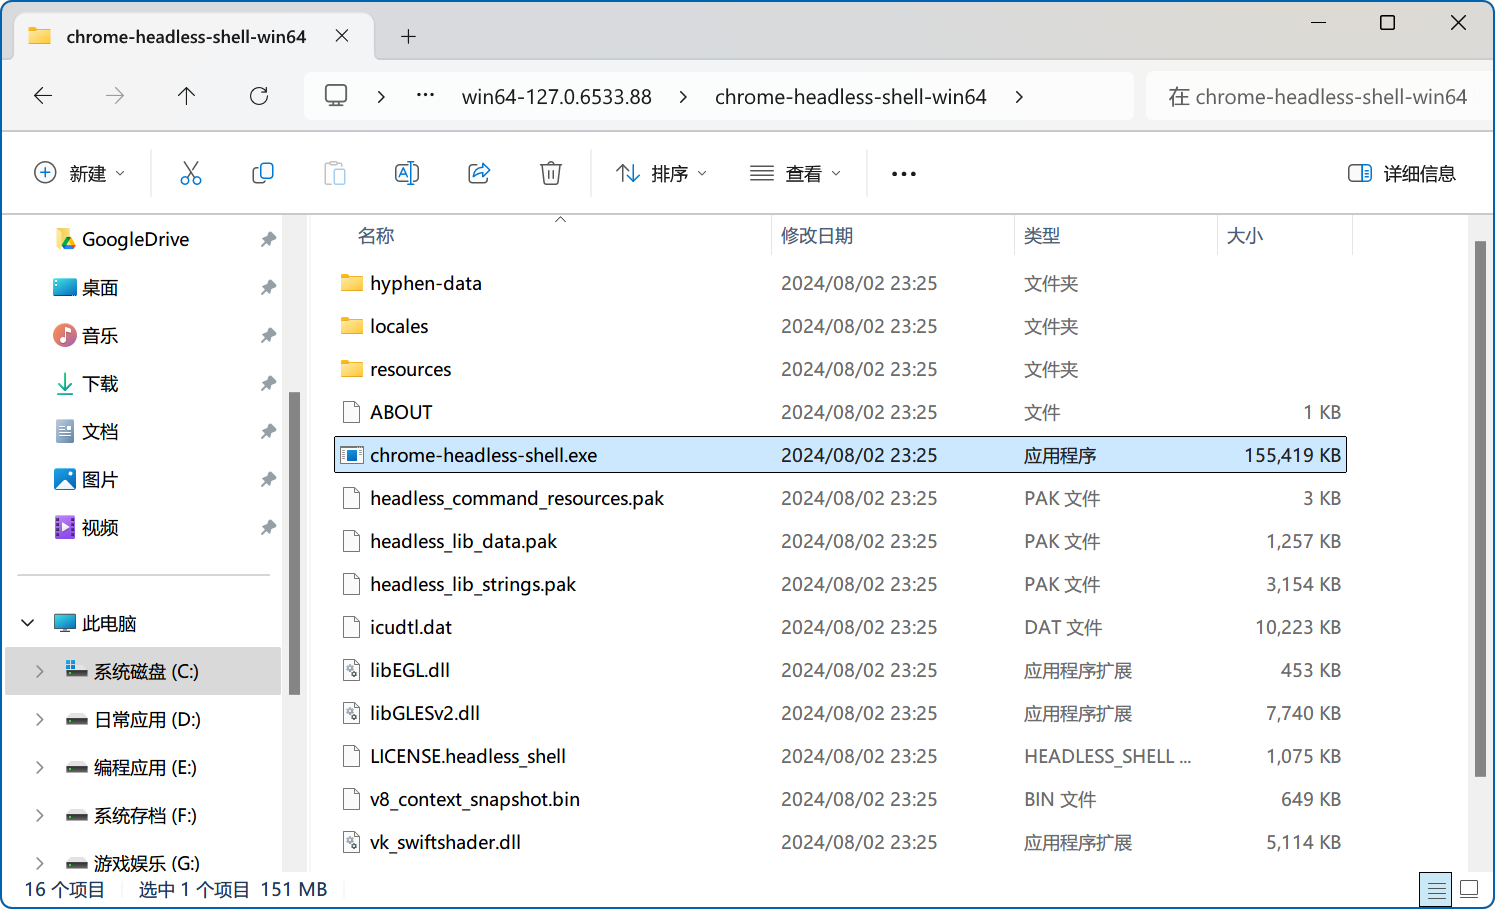 chrome-headless-shell-win64
win64-127.0.6533.88 chrome-headless-shell-win64 在 chrome-headless-shell-win64
新建 排序 查看 详细信息
GoogleDrive
桌面
音乐
下载
文档
图片
视频
此电脑
系统磁盘 (C:)
日常应用 (D:)
编程应用 (E:)
系统存档 (F:)
游戏娱乐 (G:)
名称 修改日期 类型 大小
hyphen-data 2024/08/02 23:25 文件夹
locales 2024/08/02 23:25 文件夹
resources 2024/08/02 23:25 文件夹
ABOUT 2024/08/02 23:25 文件 1 KB
chrome-headless-shell.exe 2024/08/02 23:25 应用程序 155,419 KB
headless_command_resources.pak 2024/08/02 23:25 PAK 文件 3 KB
headless_lib_data.pak 2024/08/02 23:25 PAK 文件 1,257 KB
headless_lib_strings.pak 2024/08/02 23:25 PAK 文件 3,154 KB
icudtl.dat 2024/08/02 23:25 DAT 文件 10,223 KB
libEGL.dll 2024/08/02 23:25 应用程序扩展 453 KB
libGLESv2.dll 2024/08/02 23:25 应用程序扩展 7,740 KB
LICENSE.headless_shell 2024/08/02 23:25 HEADLESS_SHELL ... 1,075 KB
v8_context_snapshot.bin 2024/08/02 23:25 BIN 文件 649 KB
vk_swiftshader.dll 2024/08/02 23:25 应用程序扩展 5,114 KB
16 个项目 选中 1 个项目 151 MB